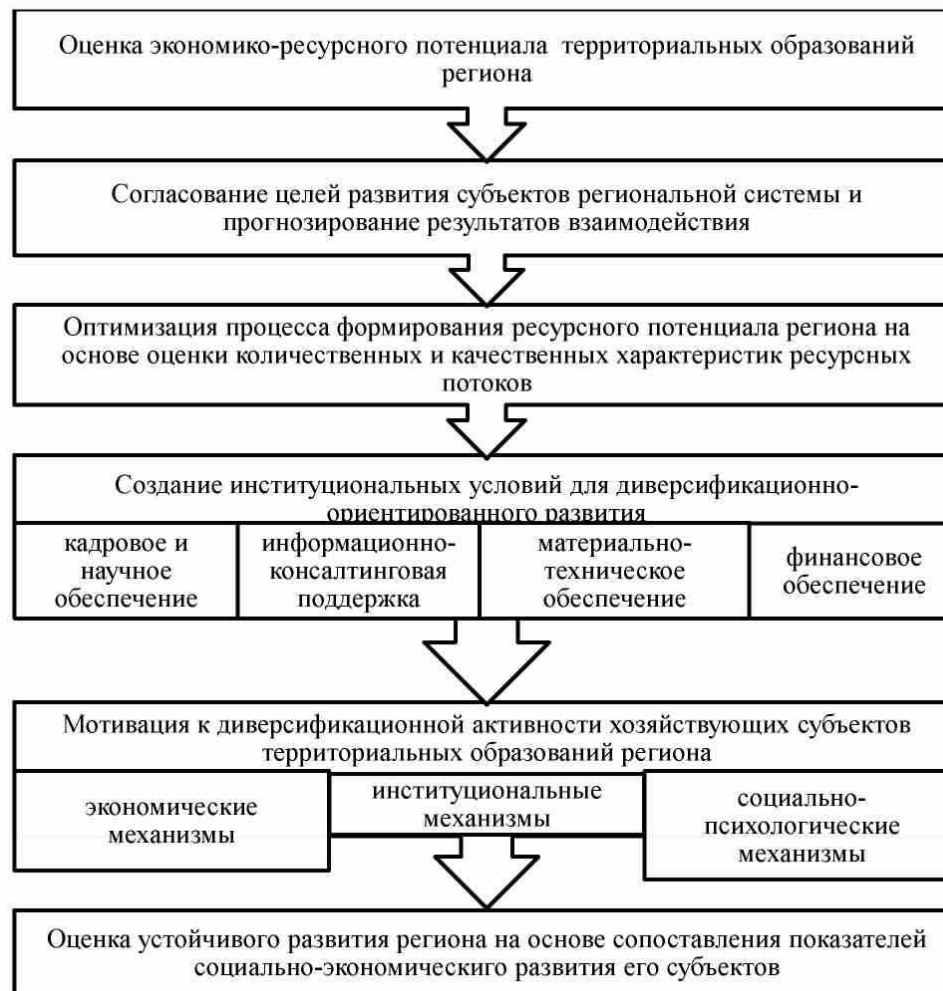 Оценка экономико-ресурсного потенциала территориальных образований
региона
Согласование целей развития субъектов региональной системы и
прогнозирование результатов взаимодействия
Оптимизация процесса формирования ресурсного потенциала региона на
основе оценки количественных и качественных характеристик ресурсных
потоков
Создание институциональных условий для диверсификационно-
ориентированного развития
кадровое и
научное
обеспечение
информационно-
консалтинговая
поддержка
материально-
техническое
обеспечение
финансовое
обеспечение
Мотивация к диверсификационной активности хозяйствующих субъектов
территориальных образований региона
экономические
механизмы
институциональные
механизмы
социально-
психологические
механизмы
Оценка устойчивого развития региона на основе сопоставления показателей
социально-экономического развития его субъектов